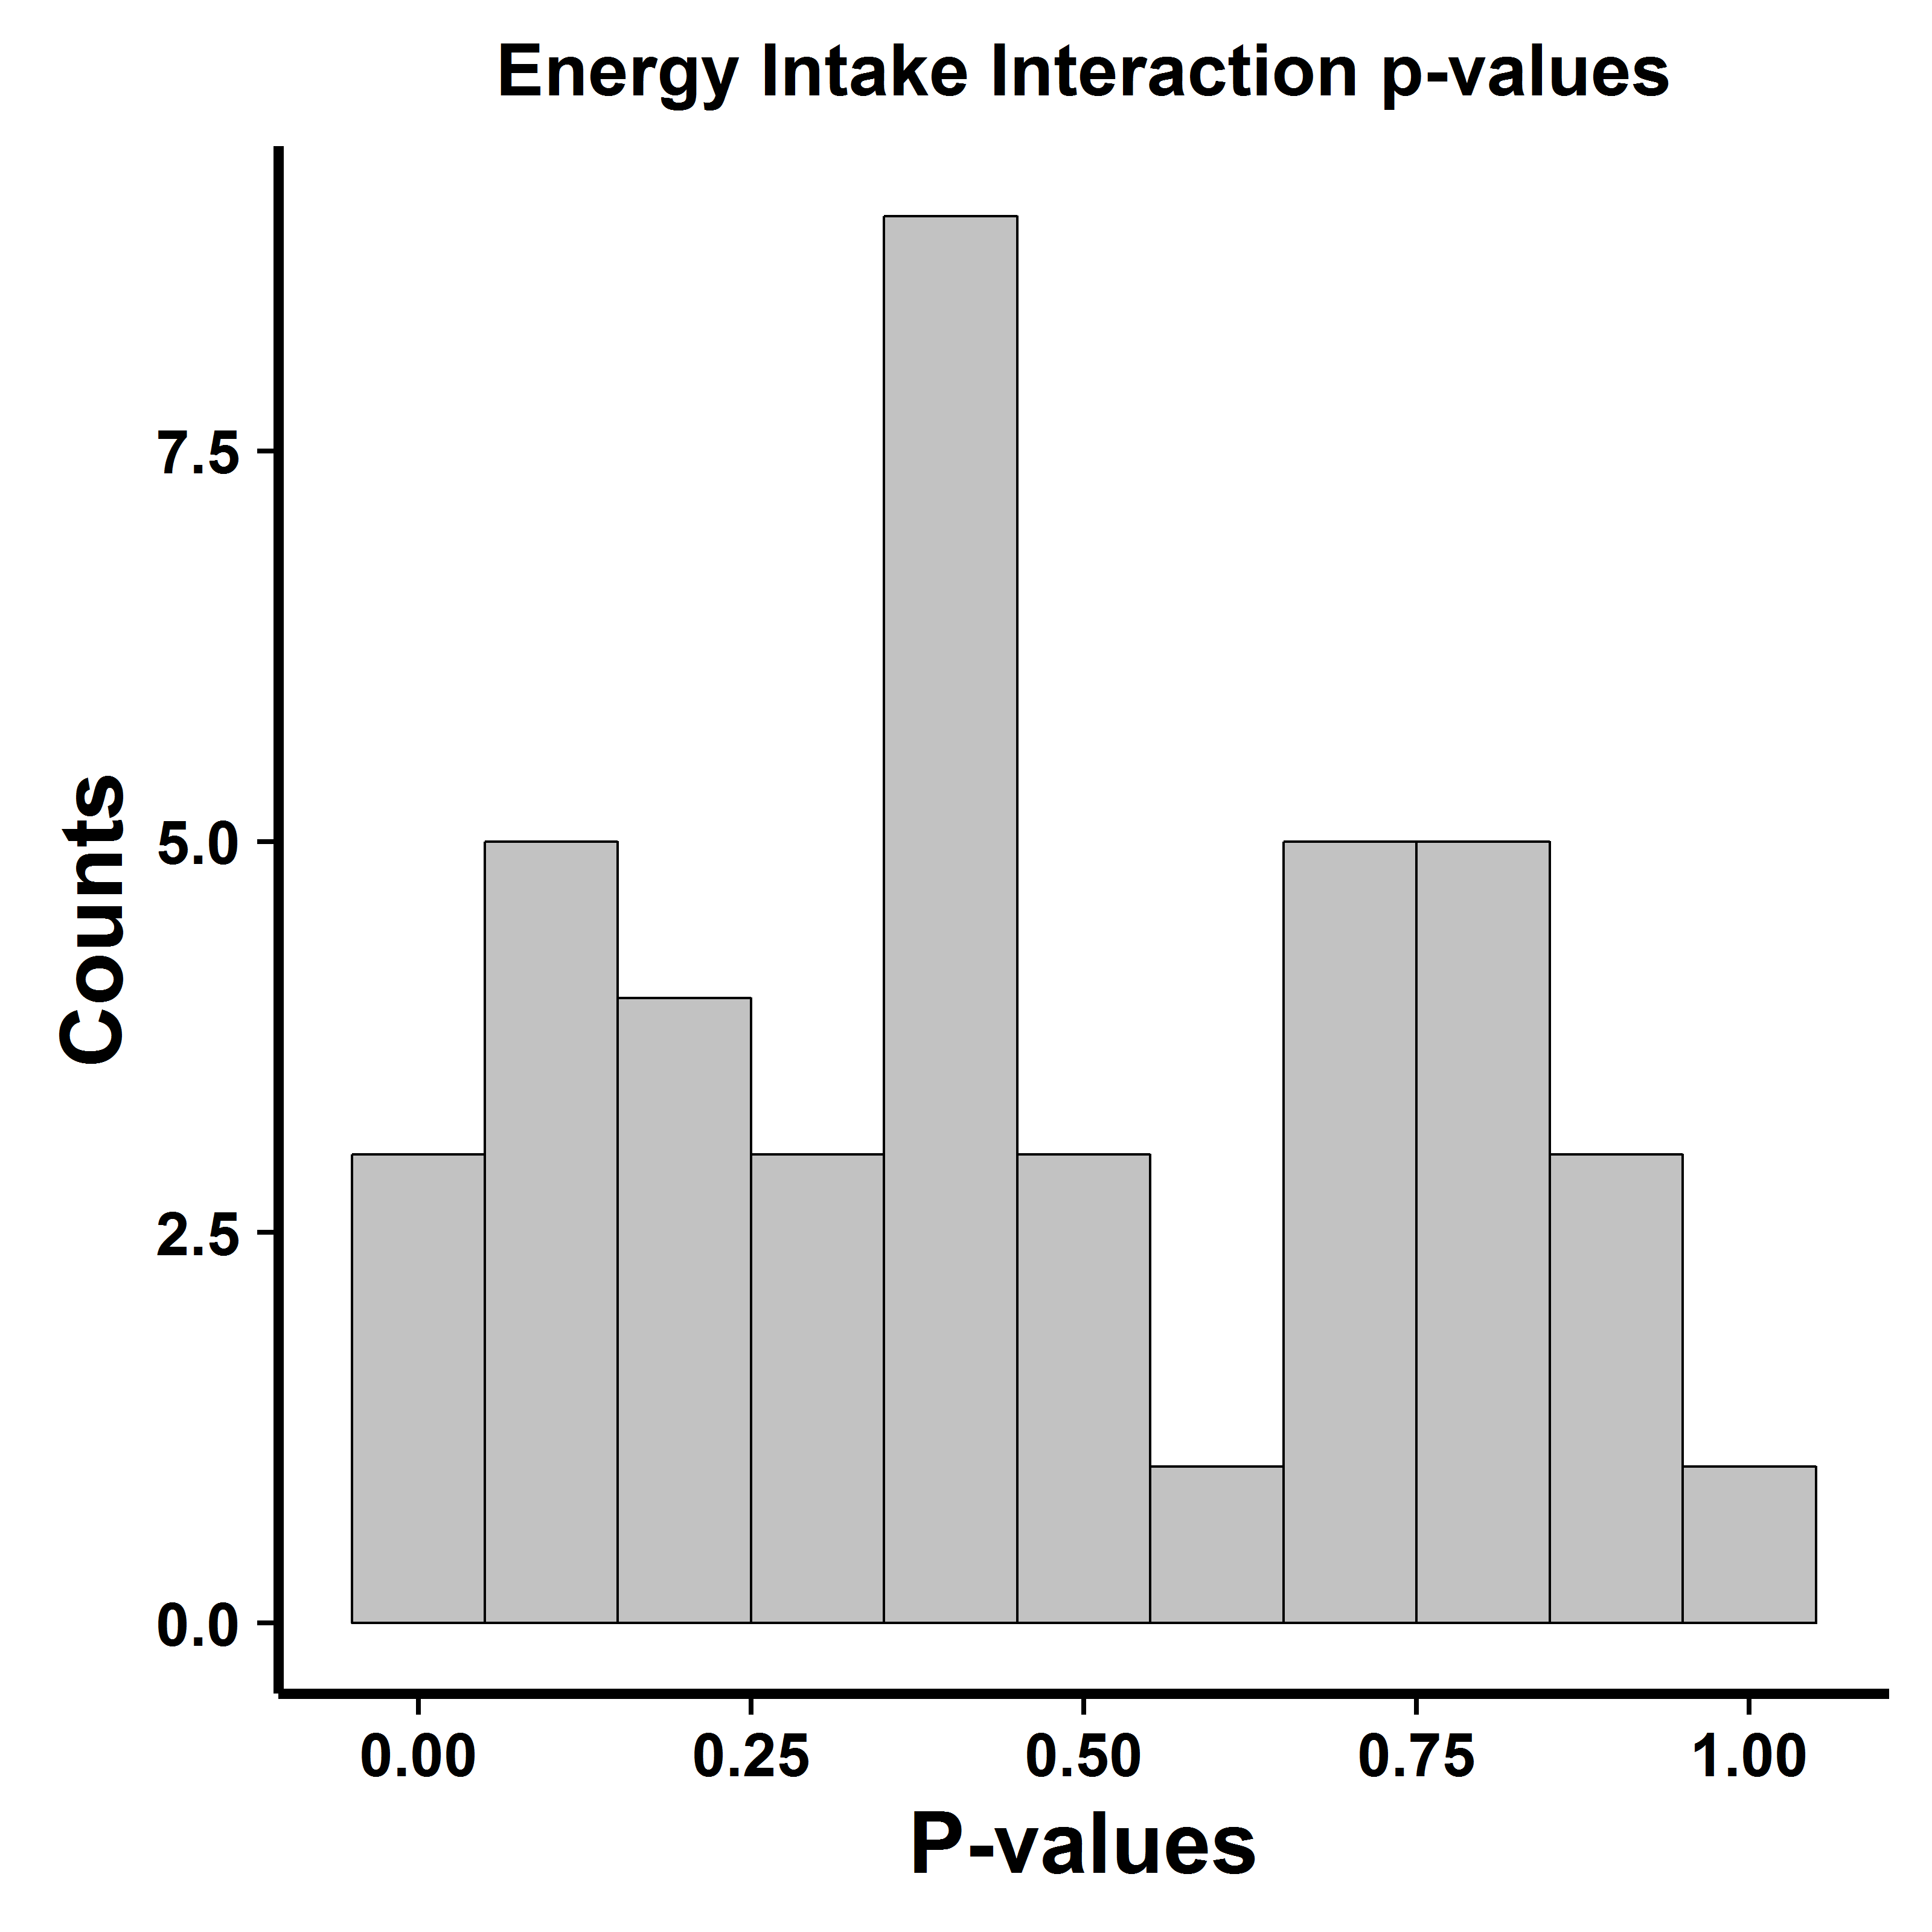 Energy Intake Interaction p-values
Counts
7.5
5.0
2.5
0.0
0.00 0.25 0.50 0.75 1.00
P-values